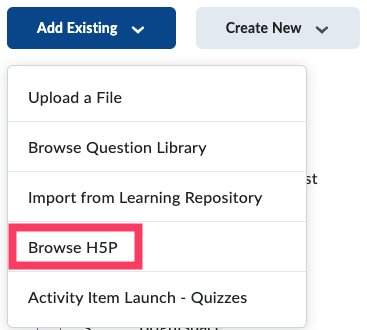 Add Existing
Create New
Upload a File
Browse Question Library
Import from Learning Repository
st
Browse H5P
Activity Item Launch - Quizzes